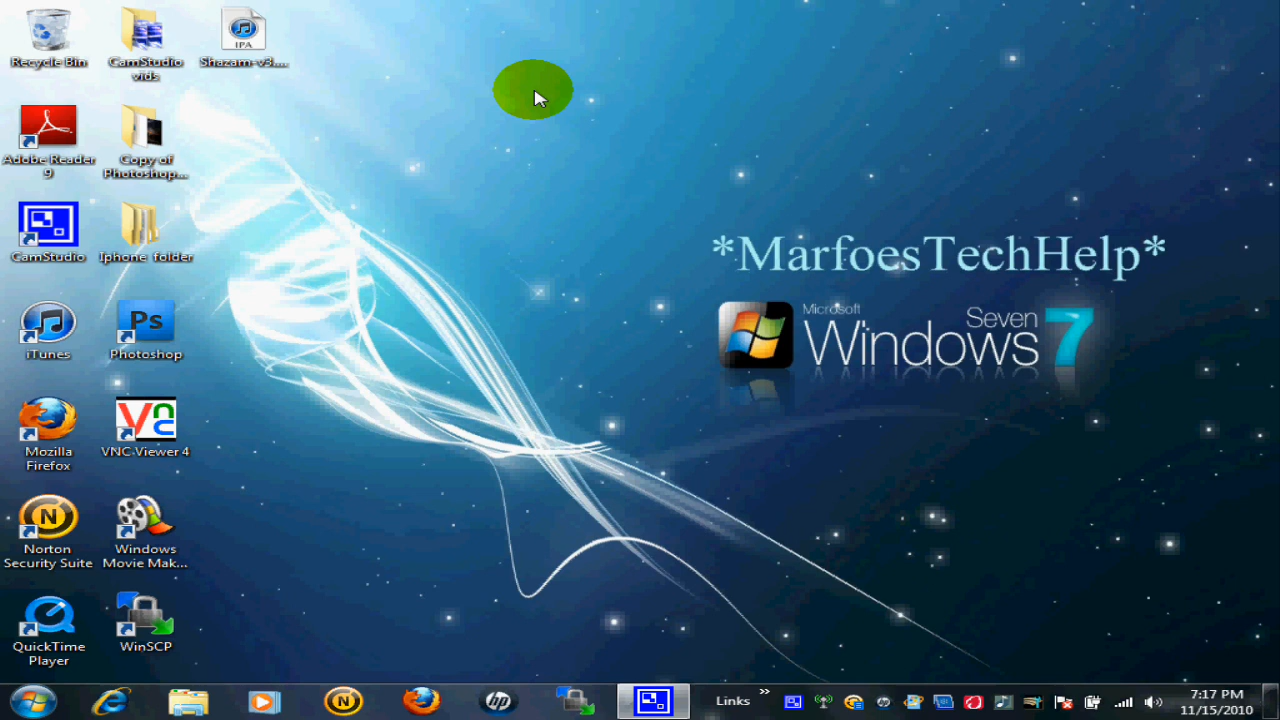 Recycle Bin
CamStudio
vids
IPA
Shazam-v3....
Adobe Reader
9
Copy of
Photoshop...
CamStudio
Iphone folder
iTunes
Ps
Photoshop
Mozilla
Firefox
VNC Viewer 4
N
Norton
Security Suite
Windows
Movie Mak...
QuickTime
Player
WinSCP
*MarfoesTechHelp*
Microsoft
Windows
Seven
7
N
hp
Links
»
7:17 PM
11/15/2010